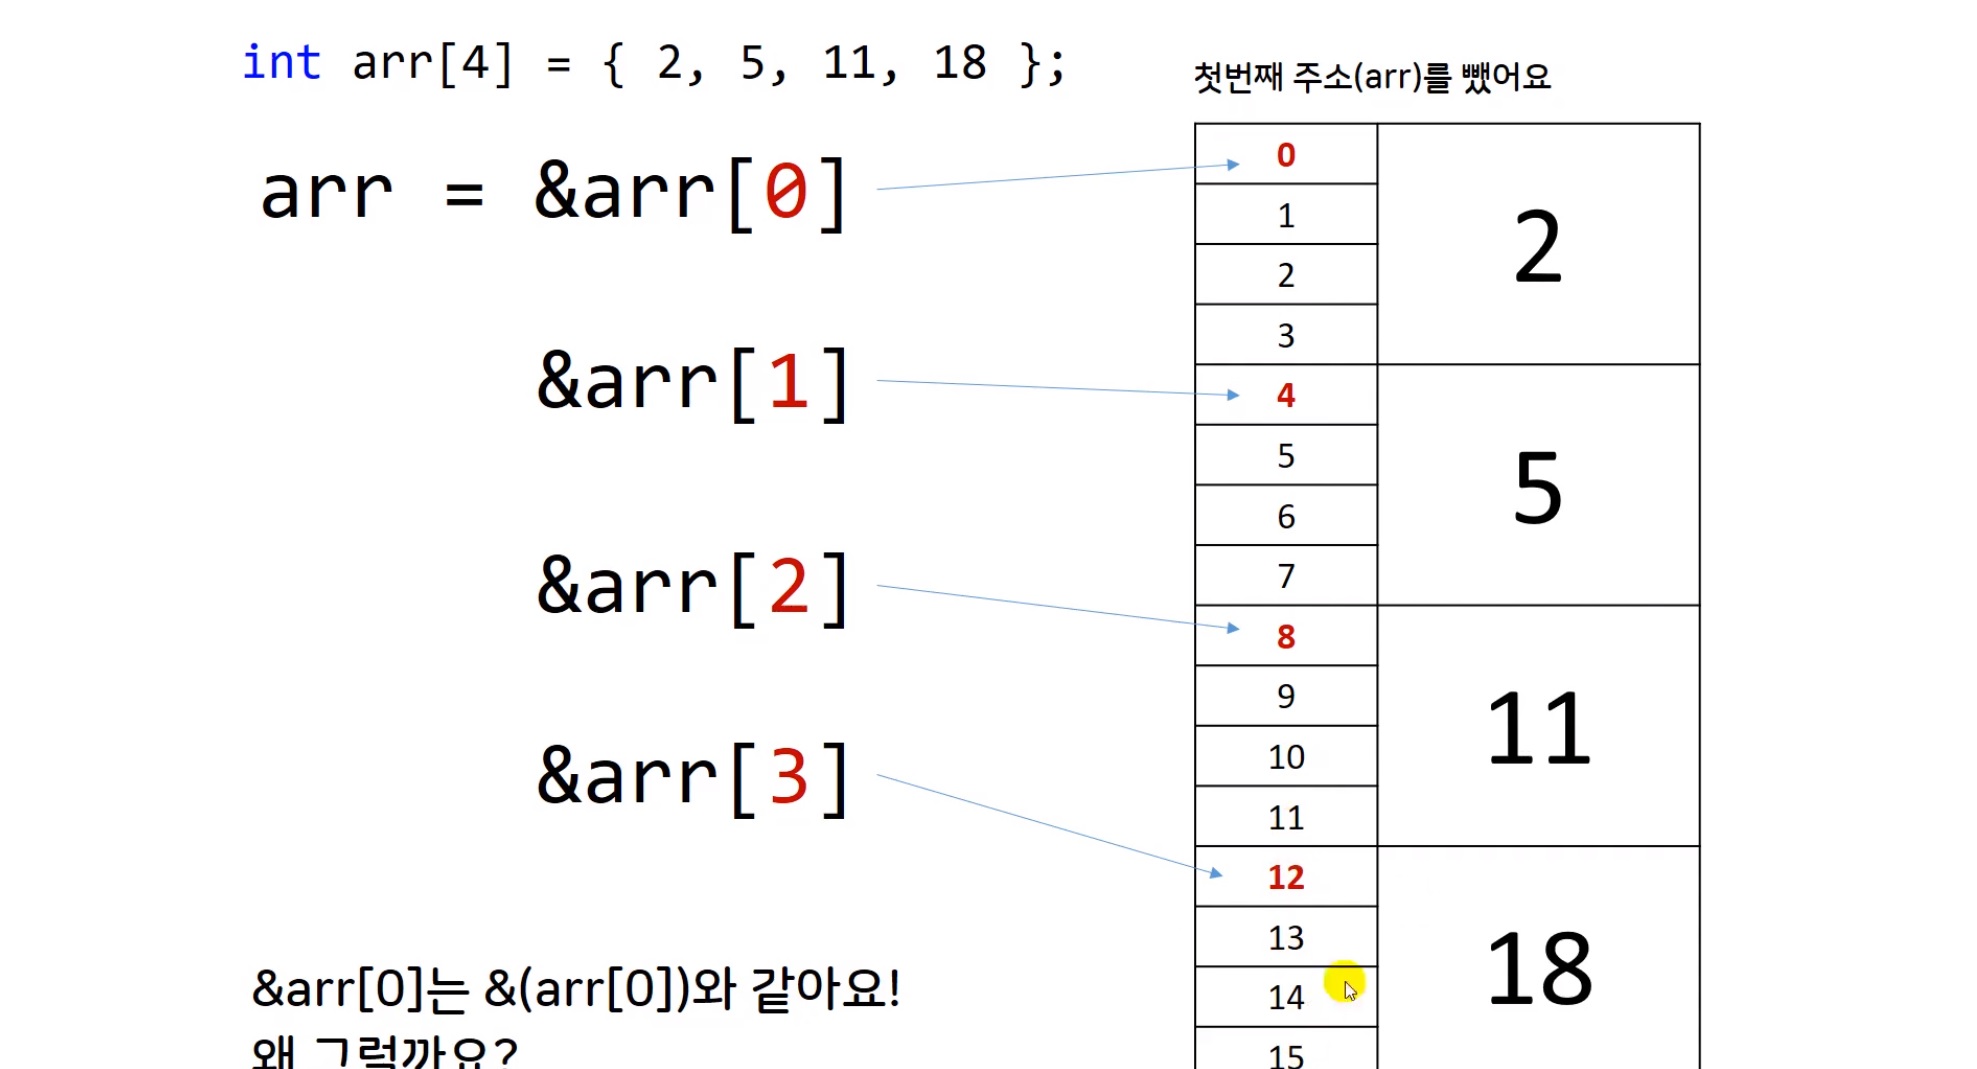 int arr[4] = { 2, 5, 11, 18 };
첫번째 주소(arr)를 뺐어요
arr = &arr[0]
&arr[1]
&arr[2]
&arr[3]
0
1
2
3
2
4
5
6
7
5
8
9
10
11
11
12
13
14
15
18
&arr[0]는 &(arr[0])와 같아요!
왜 그럴까요?